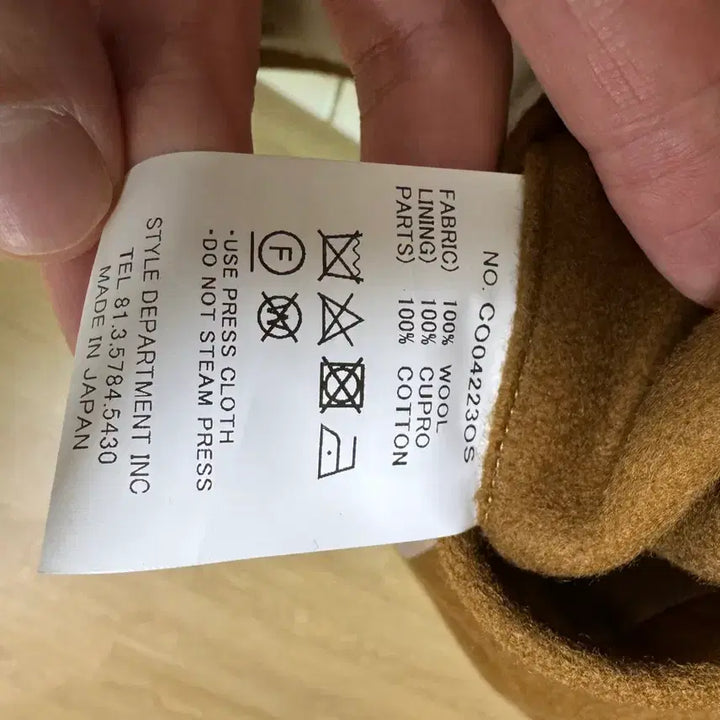 NO. CO04223OS
FABRIC) 100% WOOL
LINING) 100% CUPRO
PARTS) 100% COTTON
F
W
·USE PRESS CLOTH
·DO NOT STEAM PRESS
STYLE DEPARTMENT INC
TEL 81.3.5784.5430
MADE IN JAPAN